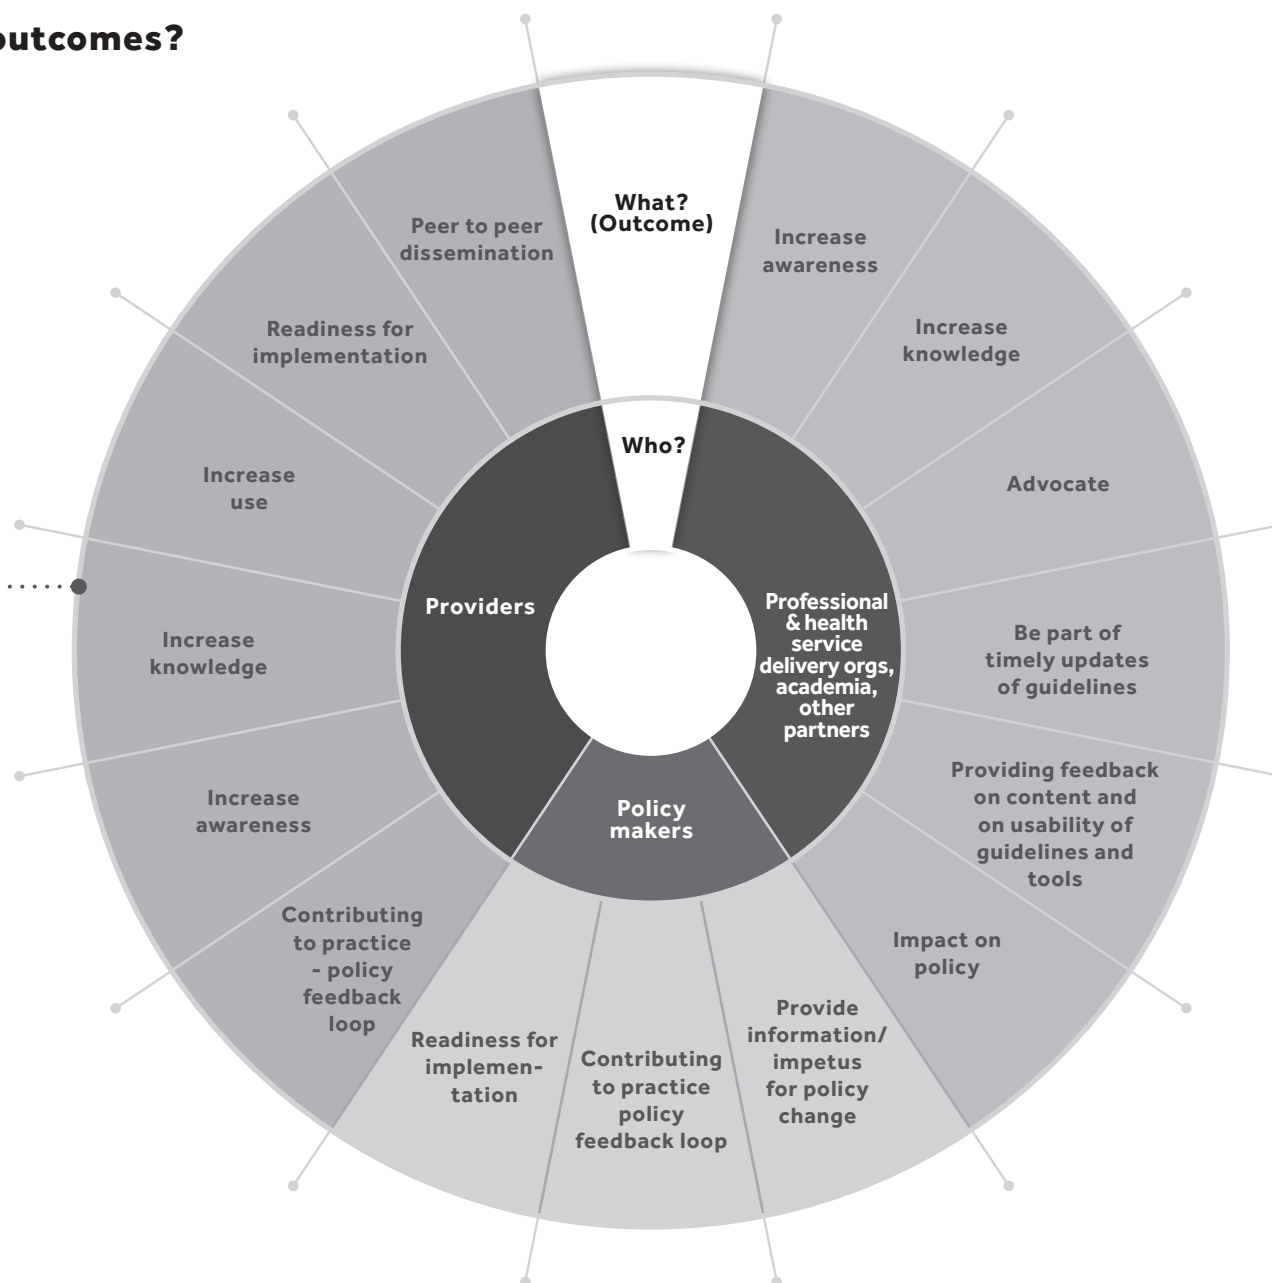 outcomes?
What?
(Outcome)
Who?
Increase
awareness
Increase
knowledge
Advocate
Be part of
timely updates
of guidelines
Providing feedback
on content and
on usability of
guidelines and
tools
Impact on
policy
Provide
information/
impetus
for policy
change
Contributing
to practice
policy
feedback loop
Readiness for
implemen-
tation
Contributing
to practice
- policy
feedback
loop
Increase
awareness
Increase
knowledge
Increase
use
Readiness for
implementation
Peer to peer
dissemination
Providers
Professional
& health
service
delivery orgs,
academia,
other
partners
Policy
makers